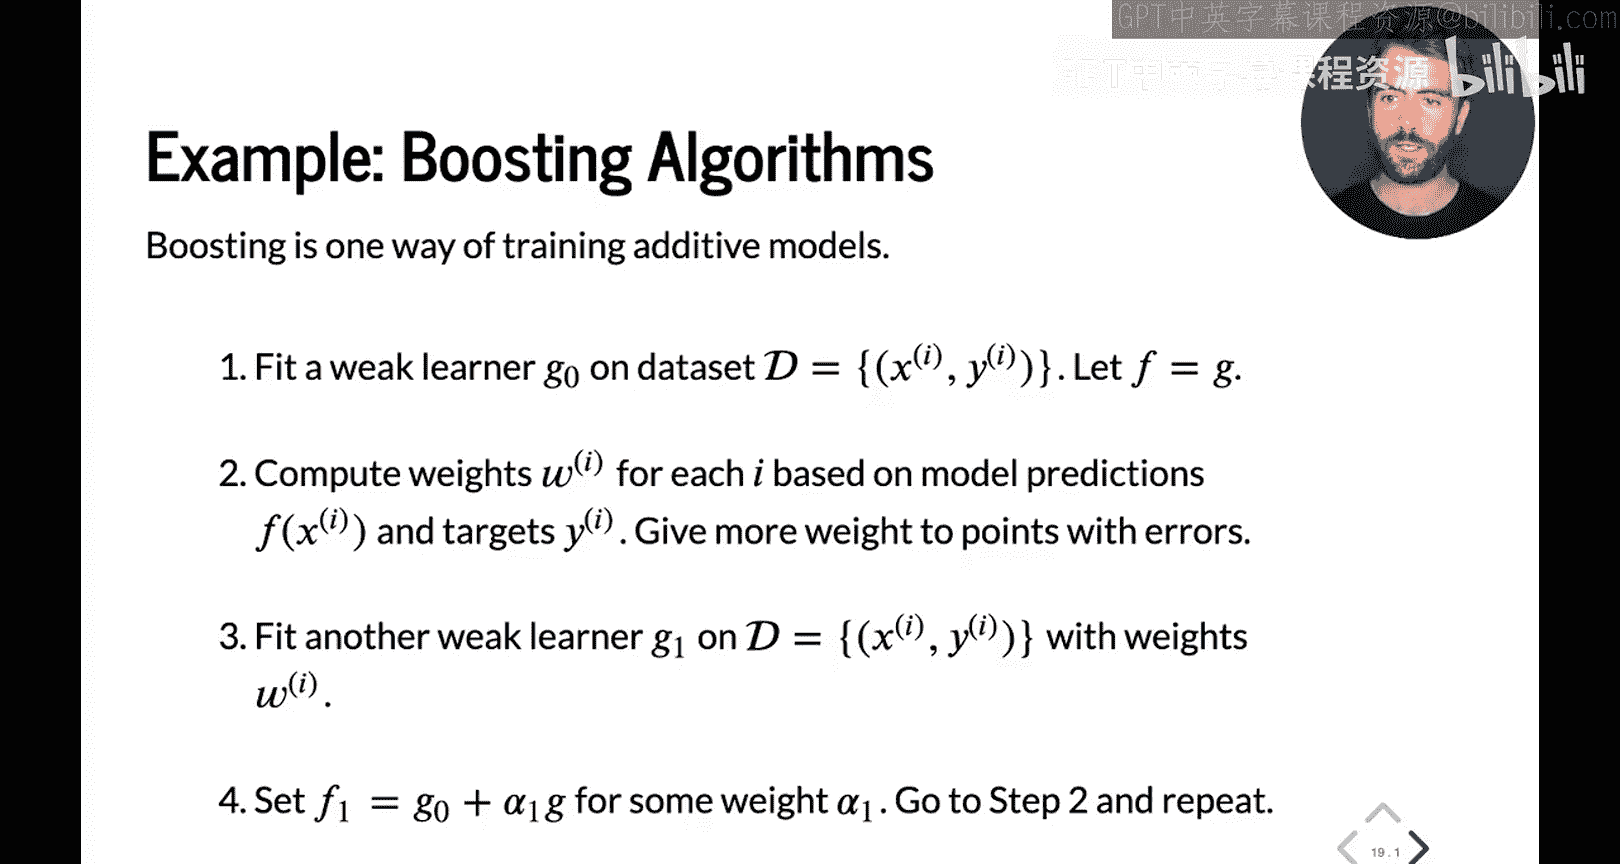 GPT中英字幕课程资源@bilibili.com
程资源 bilibili
Example: Boosting Algorithms
Boosting is one way of training additive models.
1. Fit a weak learner g₀ on dataset 𝒟 = {(x⁽ⁱ⁾, y⁽ⁱ⁾)}. Let f = g.
2. Compute weights w⁽ⁱ⁾ for each i based on model predictions
f(x⁽ⁱ⁾) and targets y⁽ⁱ⁾. Give more weight to points with errors.
3. Fit another weak learner g₁ on 𝒟 = {(x⁽ⁱ⁾, y⁽ⁱ⁾)} with weights
w⁽ⁱ⁾.
4. Set f₁ = g₀ + α₁g for some weight α₁. Go to Step 2 and repeat.
19.1